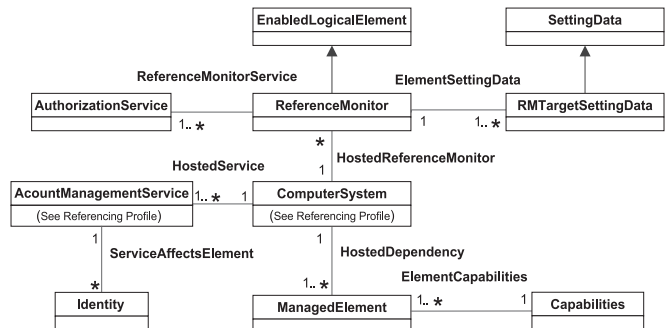 EnabledLogicalElement
SettingData
ReferenceMonitorService
ElementSettingData
AuthorizationService
ReferenceMonitor
RMTargetSettingData
1.. *
1
1.. *
*
HostedService
1
HostedReferenceMonitor
AcountManagementService
1.. *
1
ComputerSystem
(See Referencing Profile)
(See Referencing Profile)
1
ServiceAffectsElement
1
HostedDependency
ElementCapabilities
*
1.. *
Identity
ManagedElement
1.. *
1
Capabilities